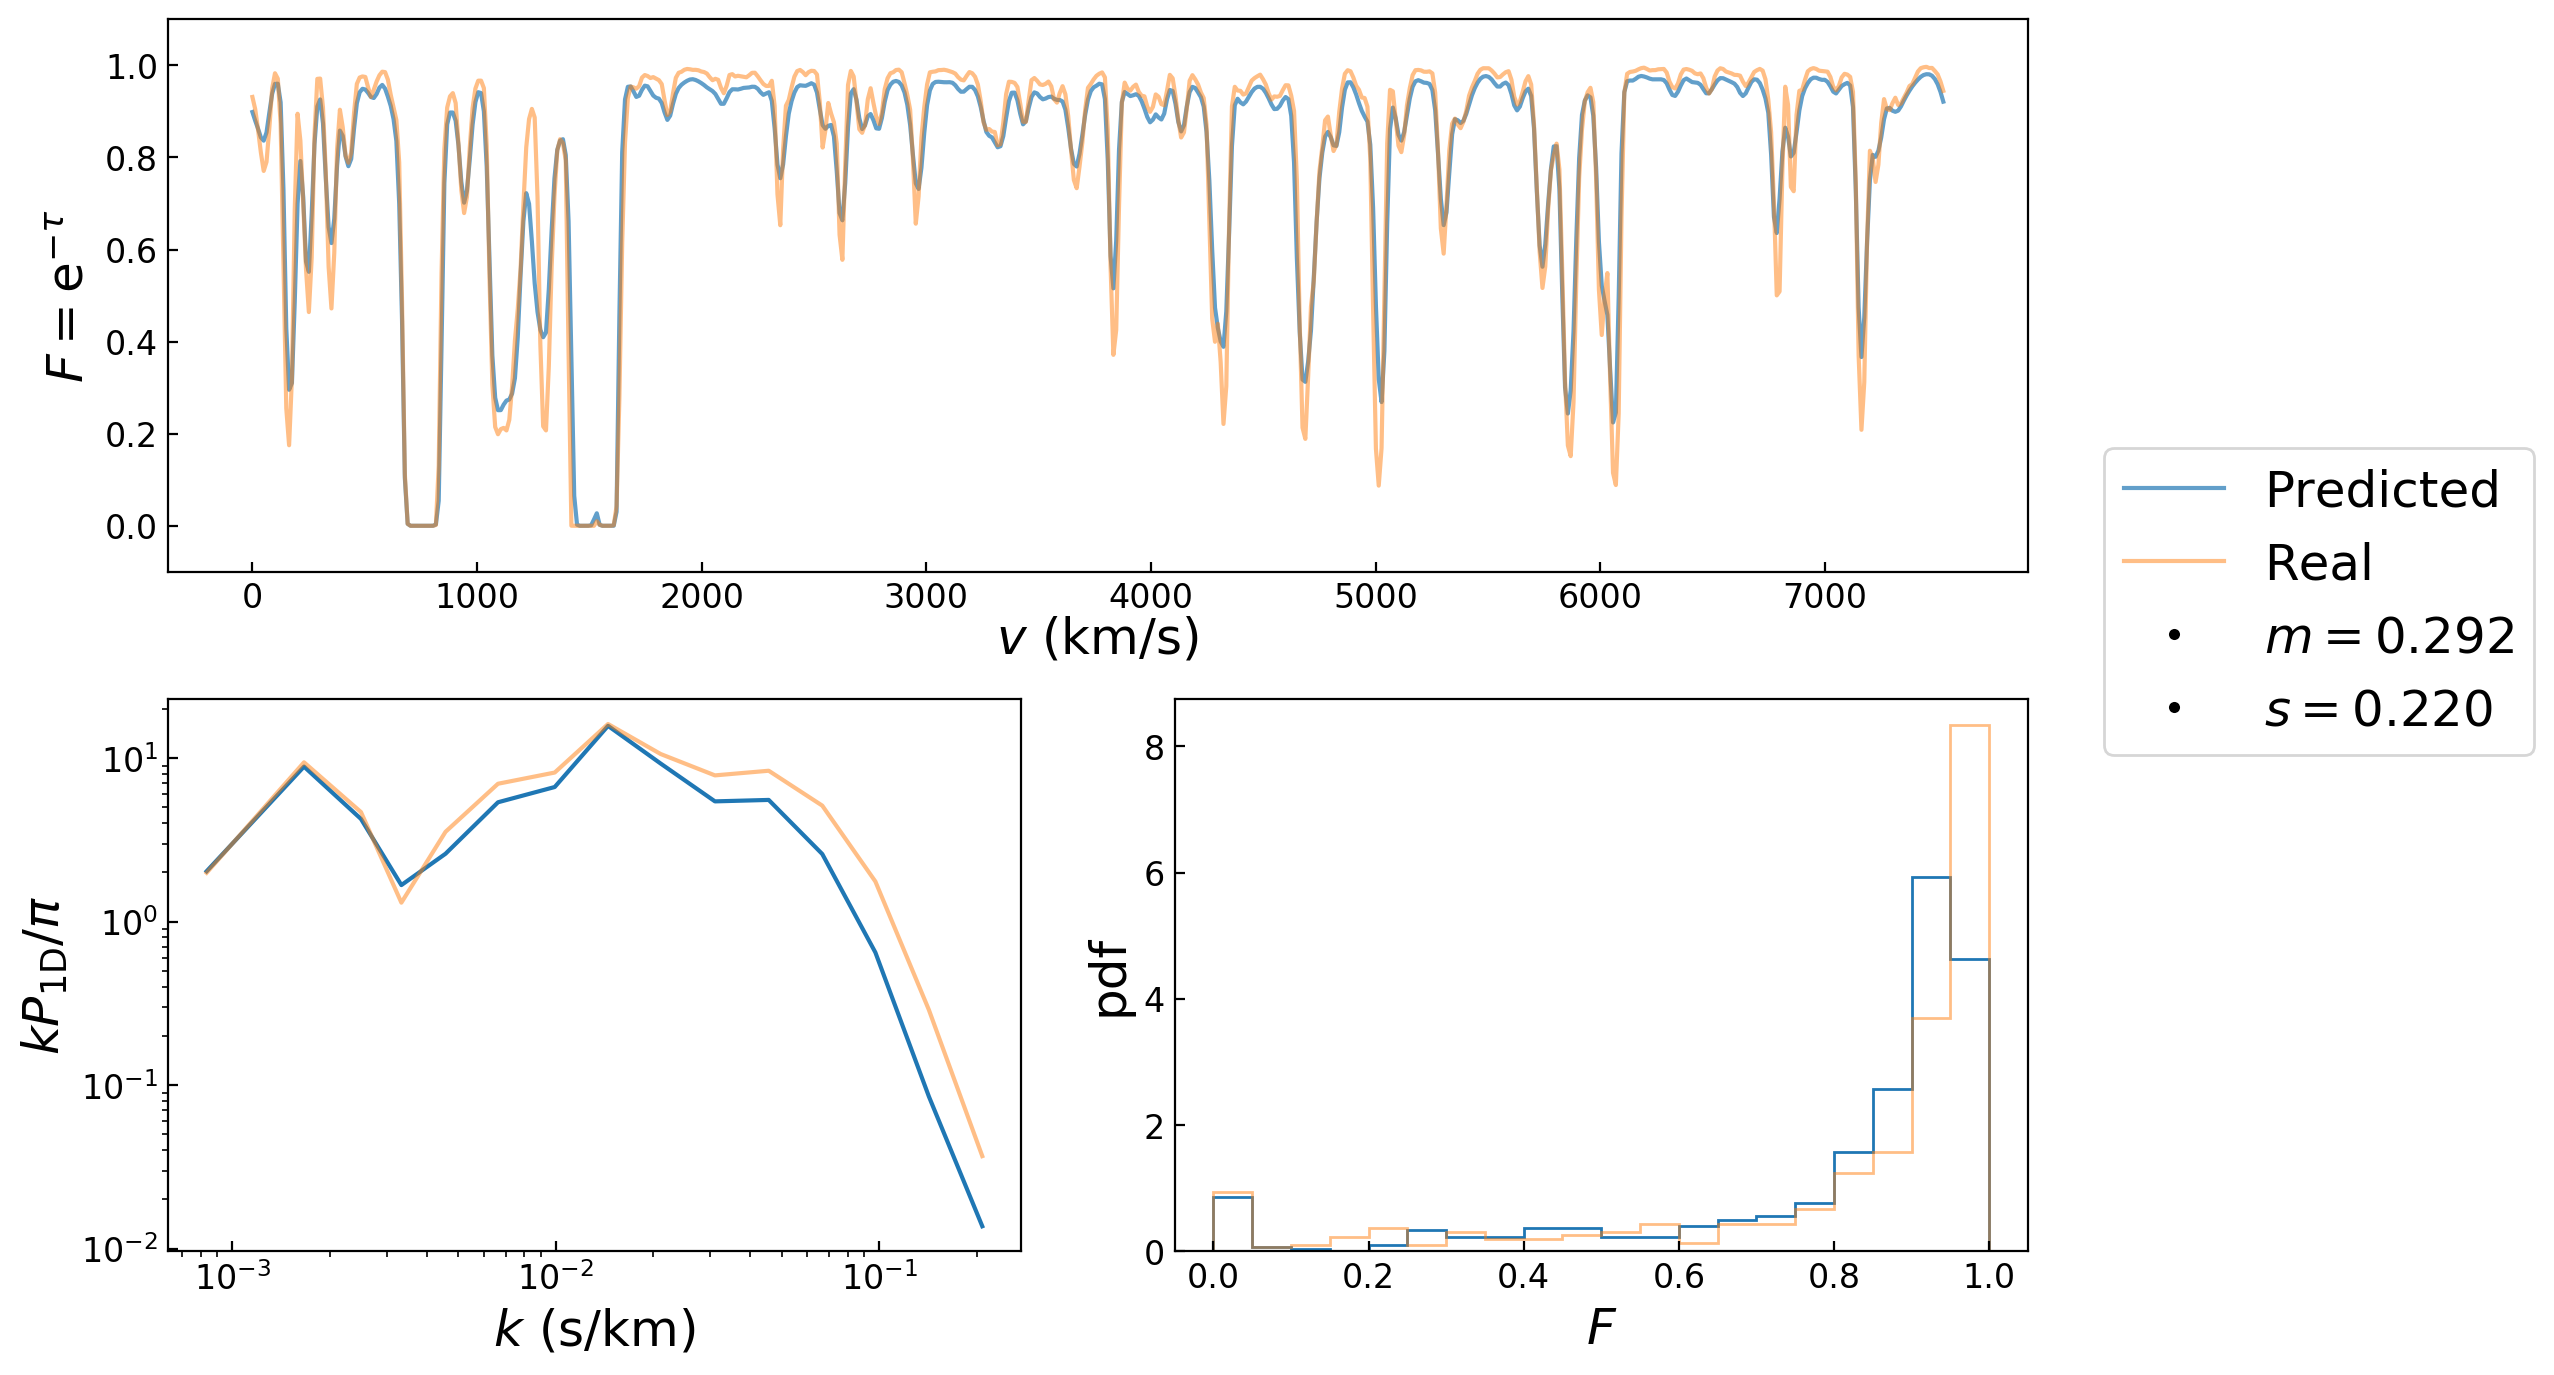 F = e^{−τ}
1.0
0.8
0.6
0.4
0.2
0.0
0 1000 2000 3000 4000 5000 6000 7000
v (km/s)
Predicted
Real
m = 0.292
s = 0.220
kP_{1D}/π
10^1
10^0
10^{−1}
10^{−2}
10^{−3} 10^{−2} 10^{−1}
k (s/km)
pdf
8
6
4
2
0
0.0 0.2 0.4 0.6 0.8 1.0
F